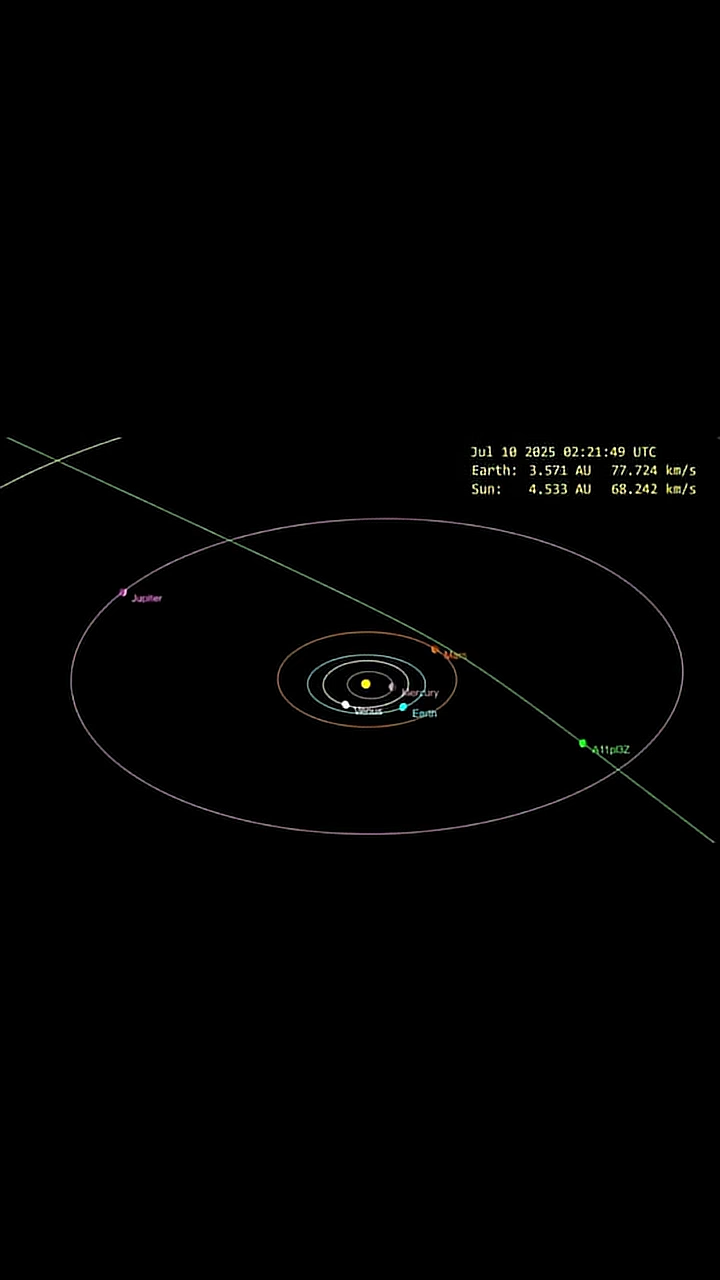 Jul 10 2025 02:21:49 UTC
Earth: 3.571 AU 77.724 km/s
Sun: 4.533 AU 68.242 km/s
Jupiter
Mars
Mercury
Venus
Earth
A11pl3Z